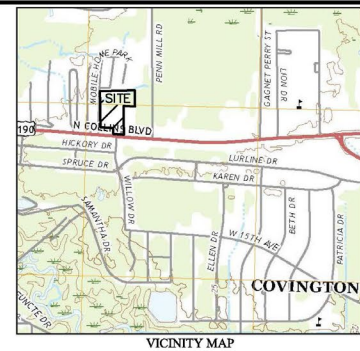 MOBILE HOME PARK
PENN MILL RD
GAGNET PERRY ST
LION DR
SITE
190
N COLLINS BLVD
HICKORY DR
SPRUCE DR
LURLINE DR
KAREN DR
WILLOW DR
SAMANTHA DR
W 15TH AVE
ELLEN DR
BETH DR
PATRICIA DR
COVINGTON
FUNCTE DR
VICINITY MAP